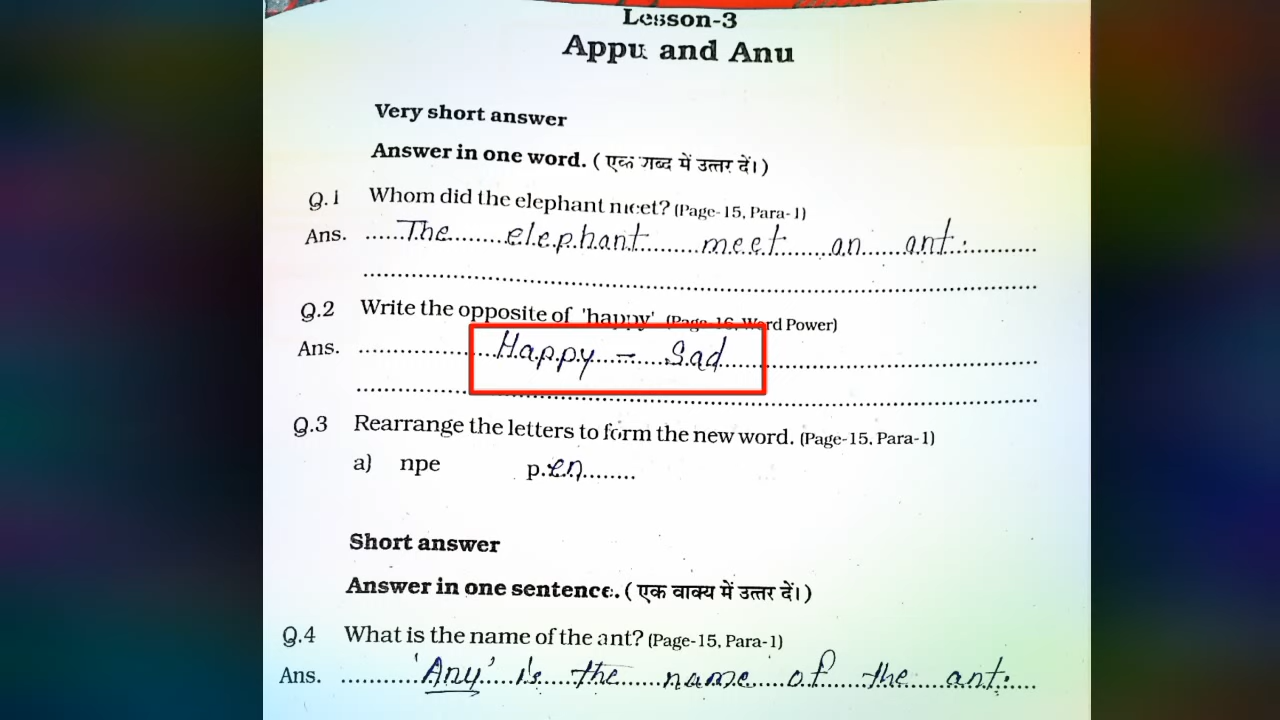 Lesson-3
Appu and Anu
Very short answer
Answer in one word. (एक शब्द में उत्तर दें।)
Q.1 Whom did the elephant meet? (Page-15, Para-1)
Ans. The elephant meet an ant.
Q.2 Write the opposite of 'happy' (Page-16, Word Power)
Ans. Happy – Sad
Q.3 Rearrange the letters to form the new word. (Page-15, Para-1)
a) npe pen
Short answer
Answer in one sentence. (एक वाक्य में उत्तर दें।)
Q.4 What is the name of the ant? (Page-15, Para-1)
Ans. 'Any' is the name of the ant.